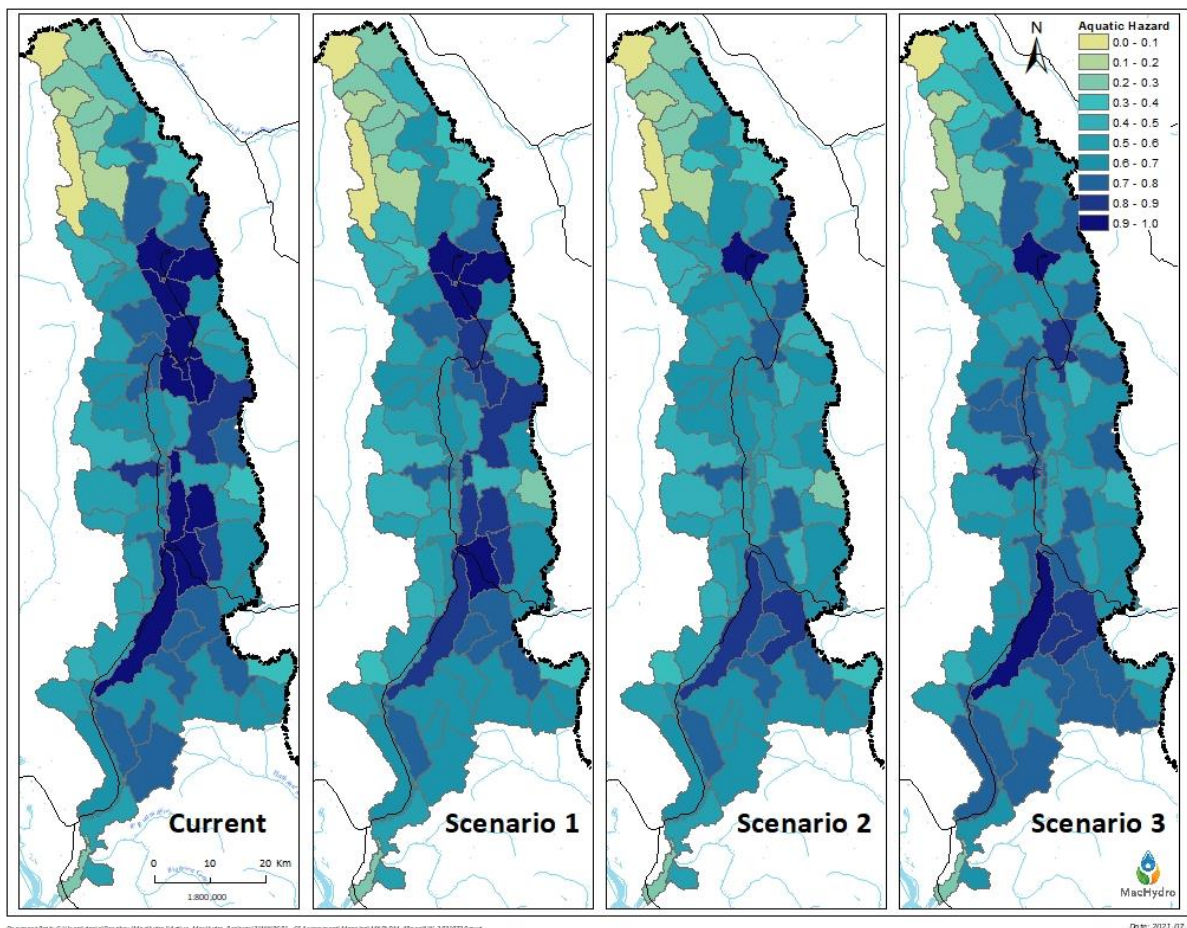 Aquatic Hazard
N
0.0 - 0.1
0.1 - 0.2
0.2 - 0.3
0.3 - 0.4
0.4 - 0.5
0.5 - 0.6
0.6 - 0.7
0.7 - 0.8
0.8 - 0.9
0.9 - 1.0
Current
Scenario 1
Scenario 2
Scenario 3
0 10 20 Km
1:800,000
MacHydro
Date: 2021-07